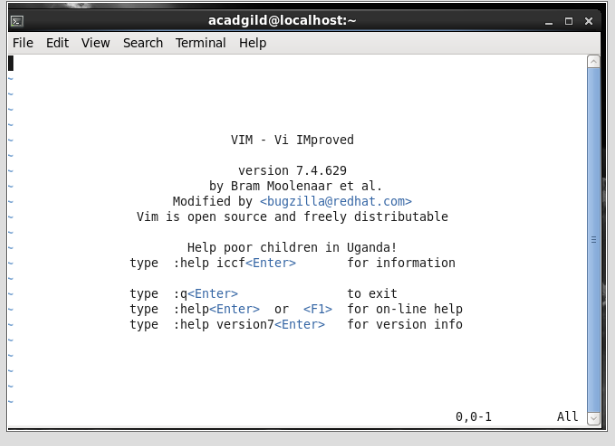 acadgild@localhost:~
File Edit View Search Terminal Help
~
~
~
~
~
VIM - Vi IMproved
~
version 7.4.629
by Bram Moolenaar et al.
Modified by <bugzilla@redhat.com>
Vim is open source and freely distributable
~
Help poor children in Uganda!
type :help iccf<Enter> for information
~
type :q<Enter> to exit
type :help<Enter> or <F1> for on-line help
type :help version7<Enter> for version info
~
~
~
~
~
0,0-1 All